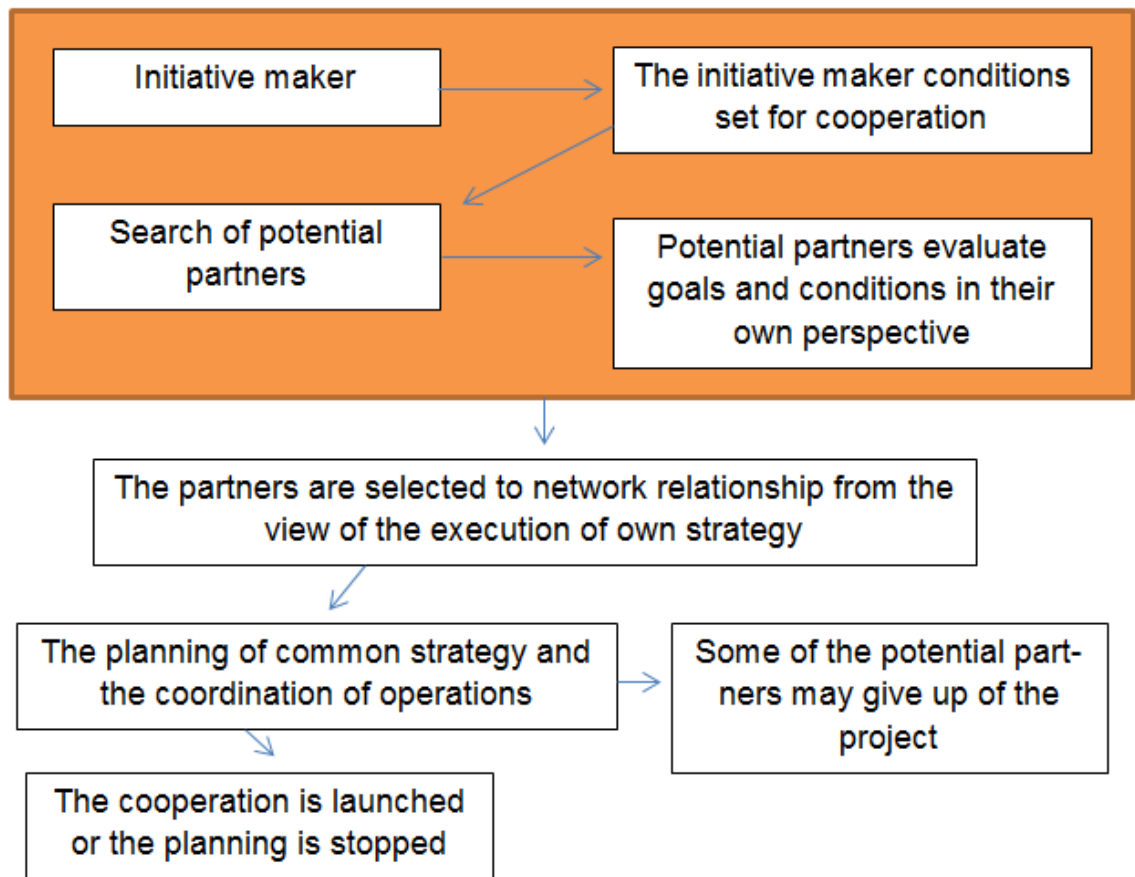 Initiative maker
The initiative maker conditions
set for cooperation
Search of potential
partners
Potential partners evaluate
goals and conditions in their
own perspective
The partners are selected to network relationship from the
view of the execution of own strategy
The planning of common strategy and
the coordination of operations
Some of the potential part-
ners may give up of the
project
The cooperation is launched
or the planning is stopped